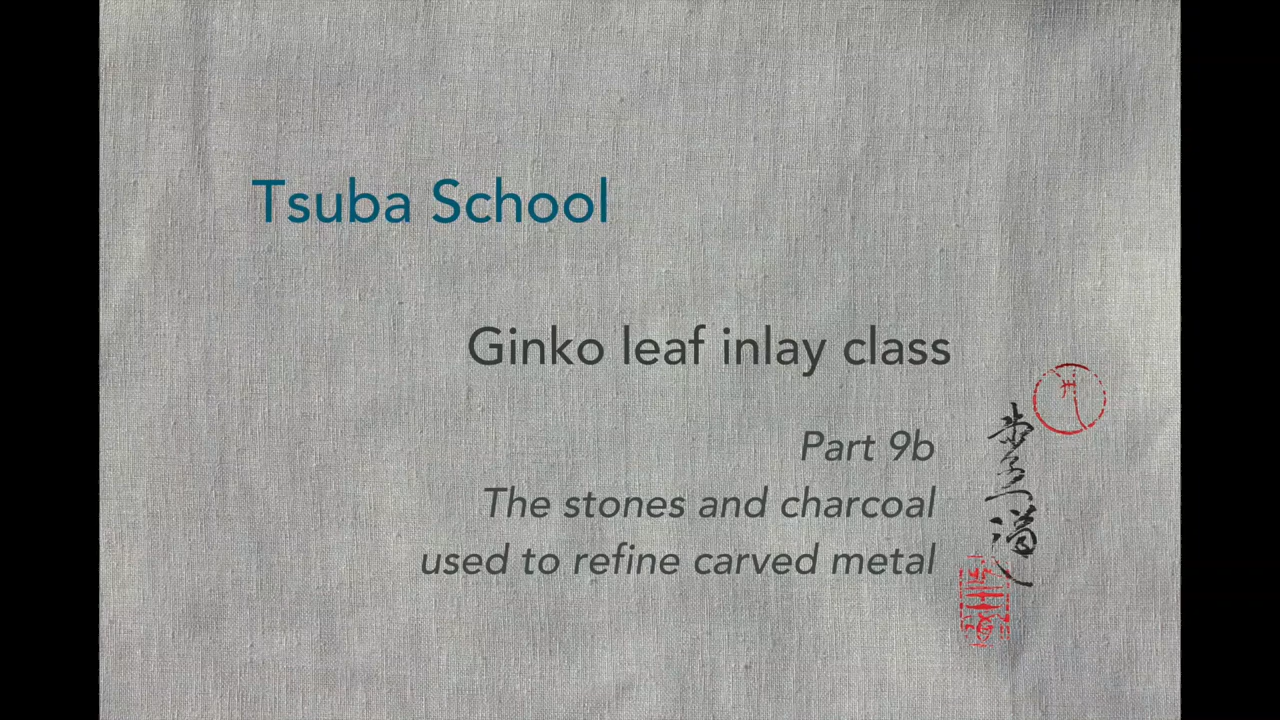 Tsuba School
Ginko leaf inlay class
Part 9b
The stones and charcoal
used to refine carved metal